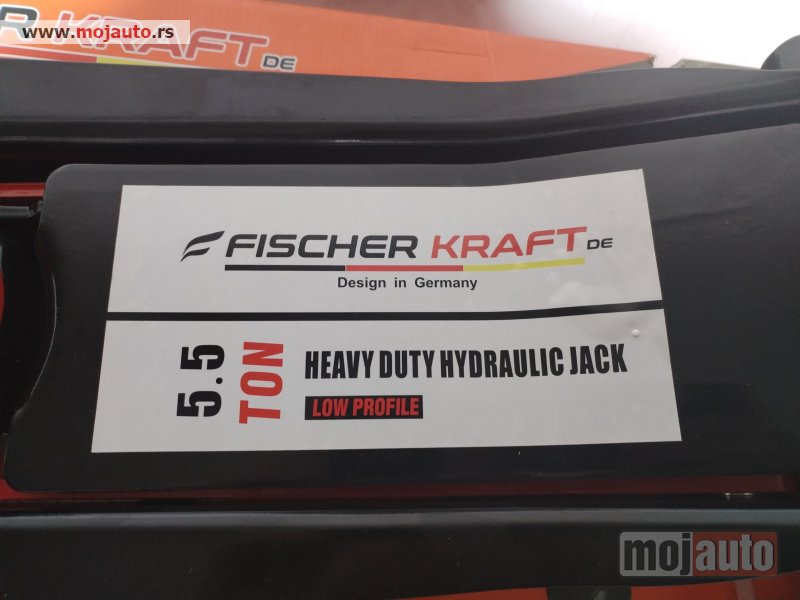 www.mojauto.rs
R KRAFT DE
FISCHER KRAFT DE
Design in Germany
5.5
TON
HEAVY DUTY HYDRAULIC JACK
LOW PROFILE
mojauto